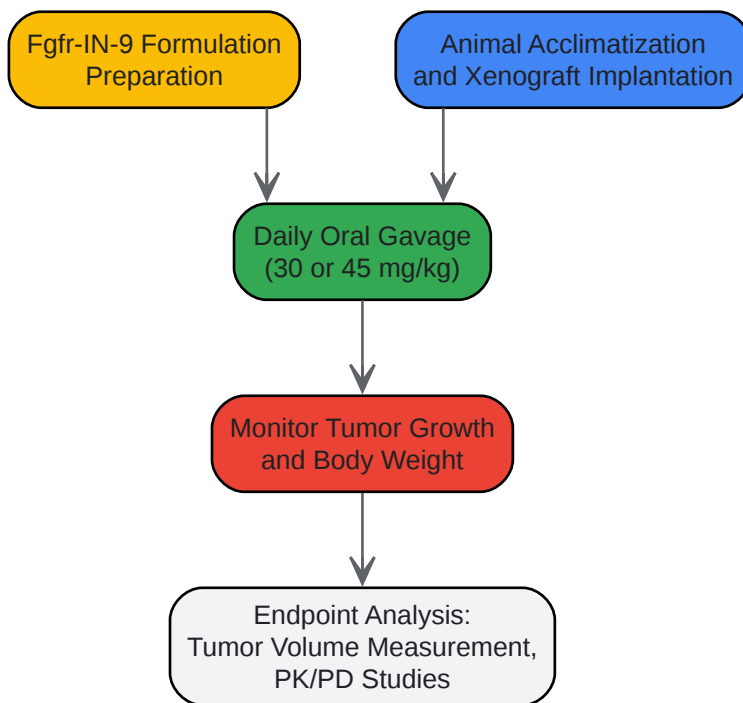 Fgfr-IN-9 Formulation
Preparation
Animal Acclimatization
and Xenograft Implantation
Daily Oral Gavage
(30 or 45 mg/kg)
Monitor Tumor Growth
and Body Weight
Endpoint Analysis:
Tumor Volume Measurement,
PK/PD Studies